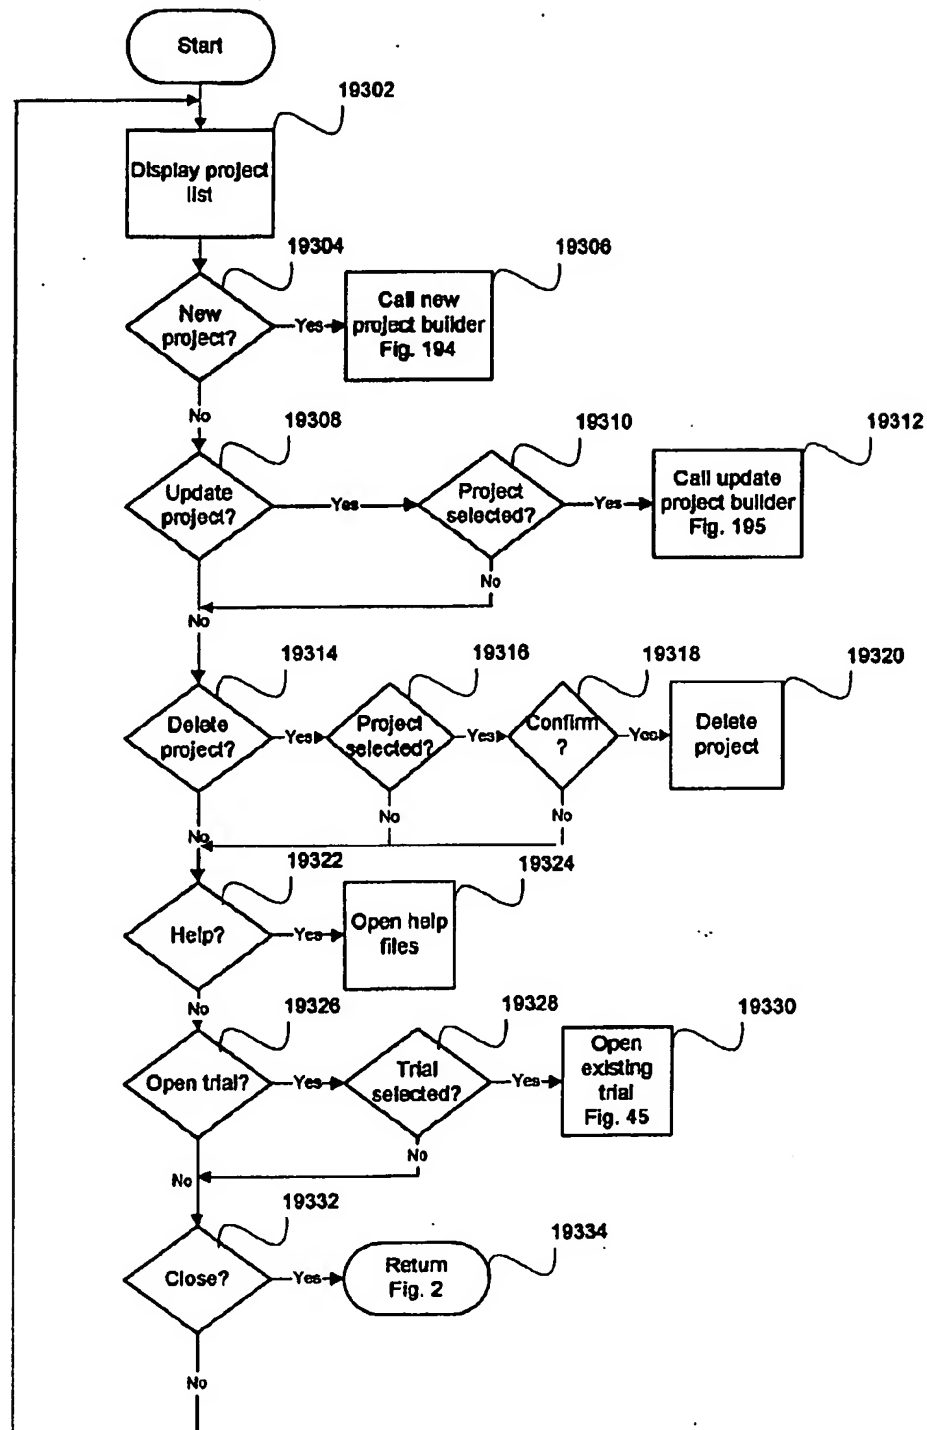 Start
19302
Display project
list
19304
19306
New
project?
Yes
Call new
project builder
Fig. 194
No
19308
19310
19312
Update
project?
Yes
Project
selected?
Yes
Call update
project builder
Fig. 195
No
No
19314
19316
19318
19320
Delete
project?
Yes
Project
selected?
Yes
Confirm
?
Yes
Delete
project
No
No
No
19322
19324
Help?
Yes
Open help
files
No
19326
19328
19330
Open trial?
Yes
Trial
selected?
Yes
Open
existing
trial
Fig. 45
No
No
19332
19334
Close?
Yes
Return
Fig. 2
No